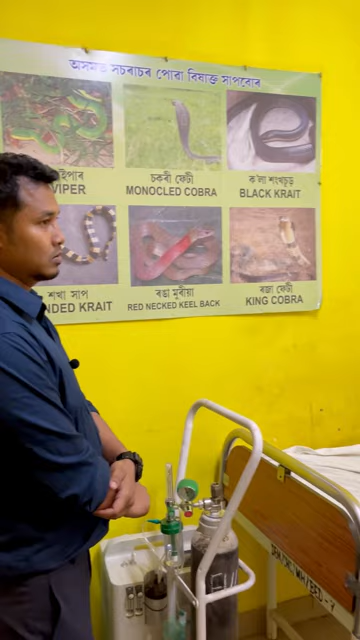 অসমত সচৰাচৰ পোৱা বিষাক্ত সাপবোৰ
VIPER
চকৰী ফেটী
MONOCLED COBRA
ক'লা শংখচূড়
BLACK KRAIT
শখা সাপ
NDED KRAIT
ৰঙা মুৰীয়া
RED NECKED KEEL BACK
ৰজা ফেটী
KING COBRA